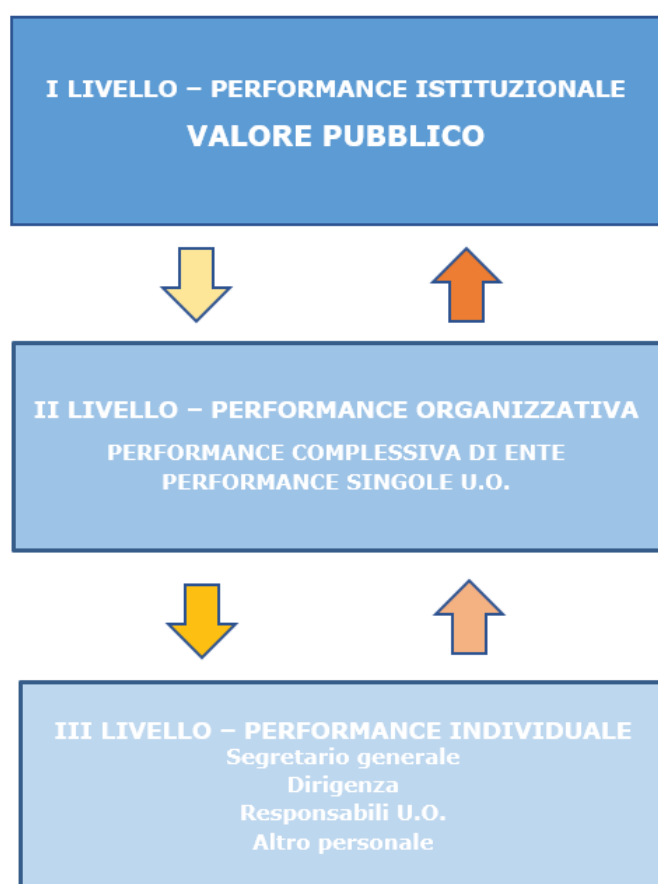 I LIVELLO – PERFORMANCE ISTITUZIONALE
VALORE PUBBLICO
II LIVELLO – PERFORMANCE ORGANIZZATIVA
PERFORMANCE COMPLESSIVA DI ENTE
PERFORMANCE SINGOLE U.O.
III LIVELLO – PERFORMANCE INDIVIDUALE
Segretario generale
Dirigenza
Responsabili U.O.
Altro personale